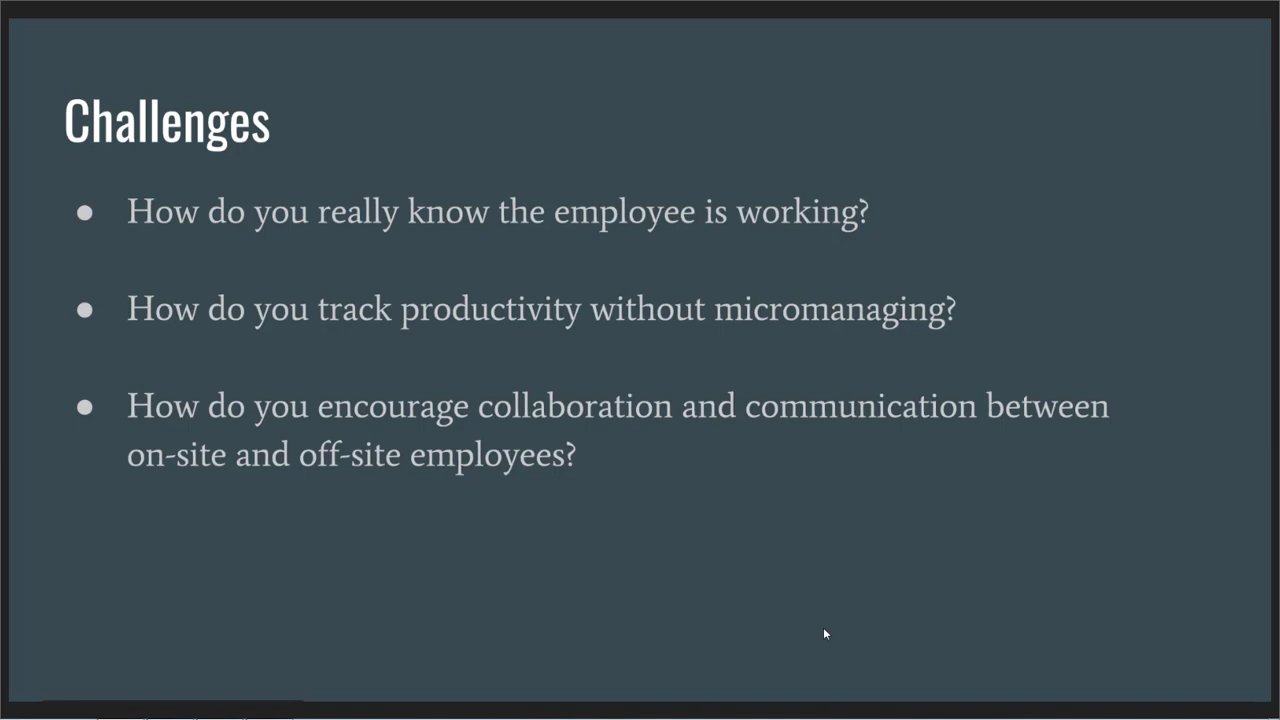 Challenges
● How do you really know the employee is working?
● How do you track productivity without micromanaging?
● How do you encourage collaboration and communication between
on-site and off-site employees?